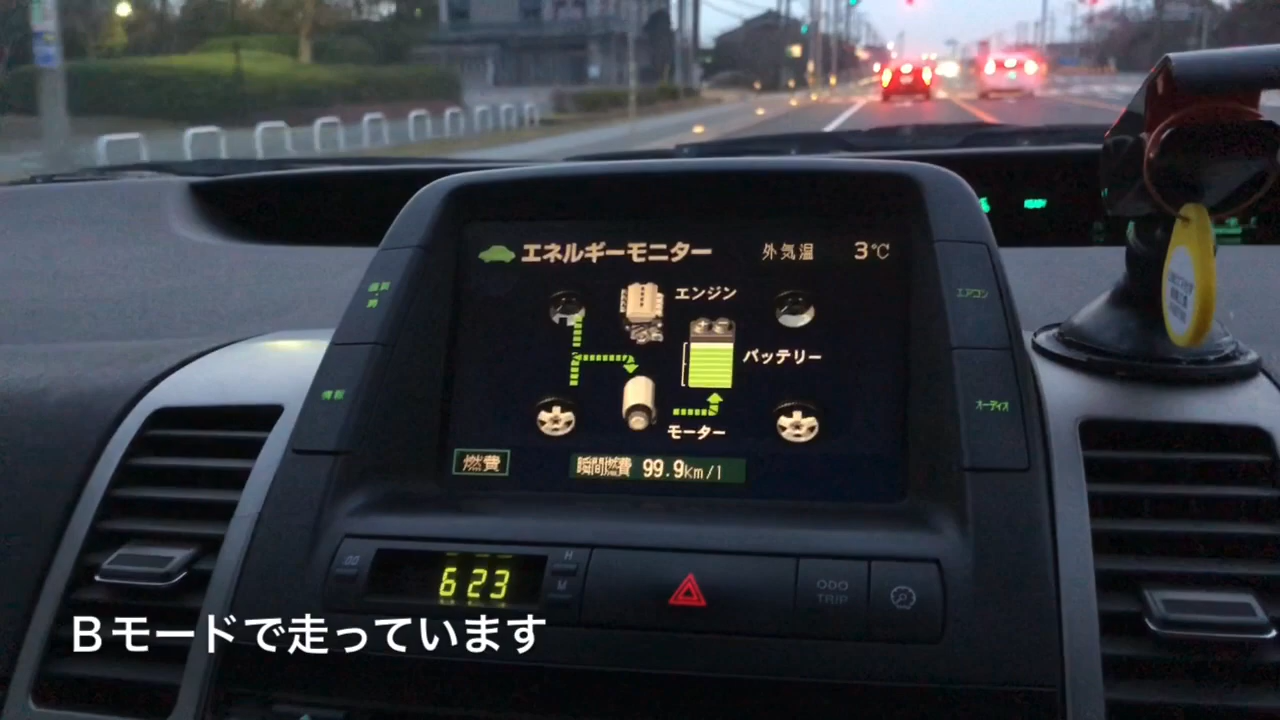 エネルギーモニター
外気温 3℃
エンジン
エアコン
バッテリー
情報
オーディオ
モーター
燃費
瞬間燃費 99.9km/l
:00
H
M
6 23
ODO
TRIP
Bモードで走っています